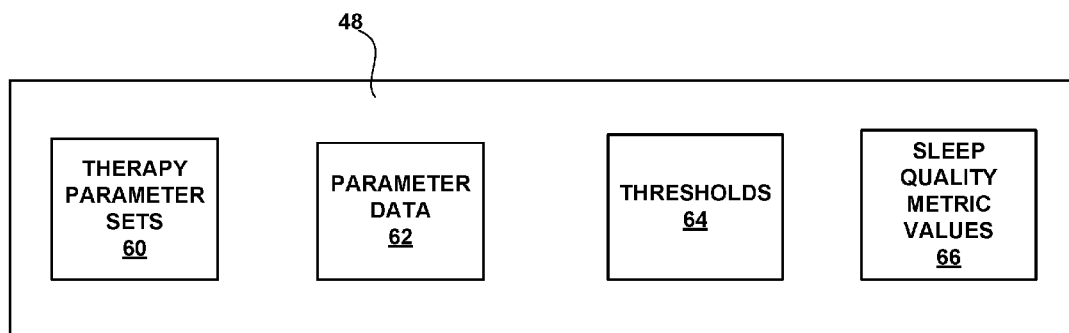 48
THERAPY
PARAMETER
SETS
60
PARAMETER
DATA
62
THRESHOLDS
64
SLEEP
QUALITY
METRIC
VALUES
66